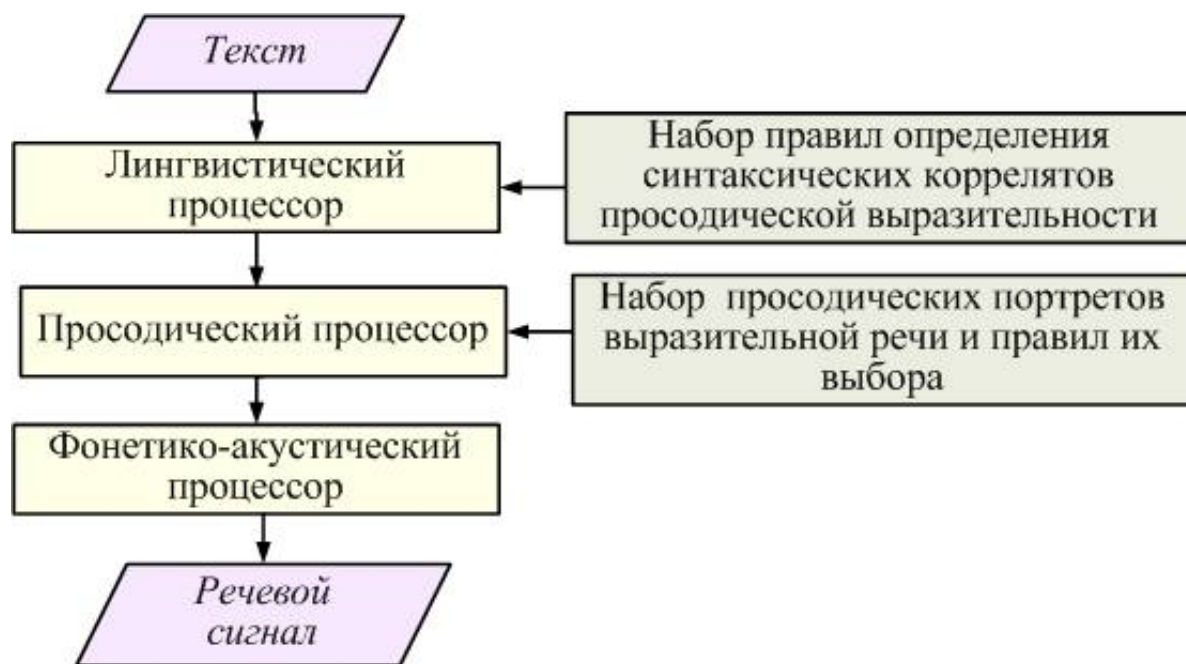 Текст
Лингвистический
процессор
Набор правил определения
синтаксических коррелятов
просодической выразительности
Просодический процессор
Набор просодических портретов
выразительной речи и правил их
выбора
Фонетико-акустический
процессор
Речевой
сигнал